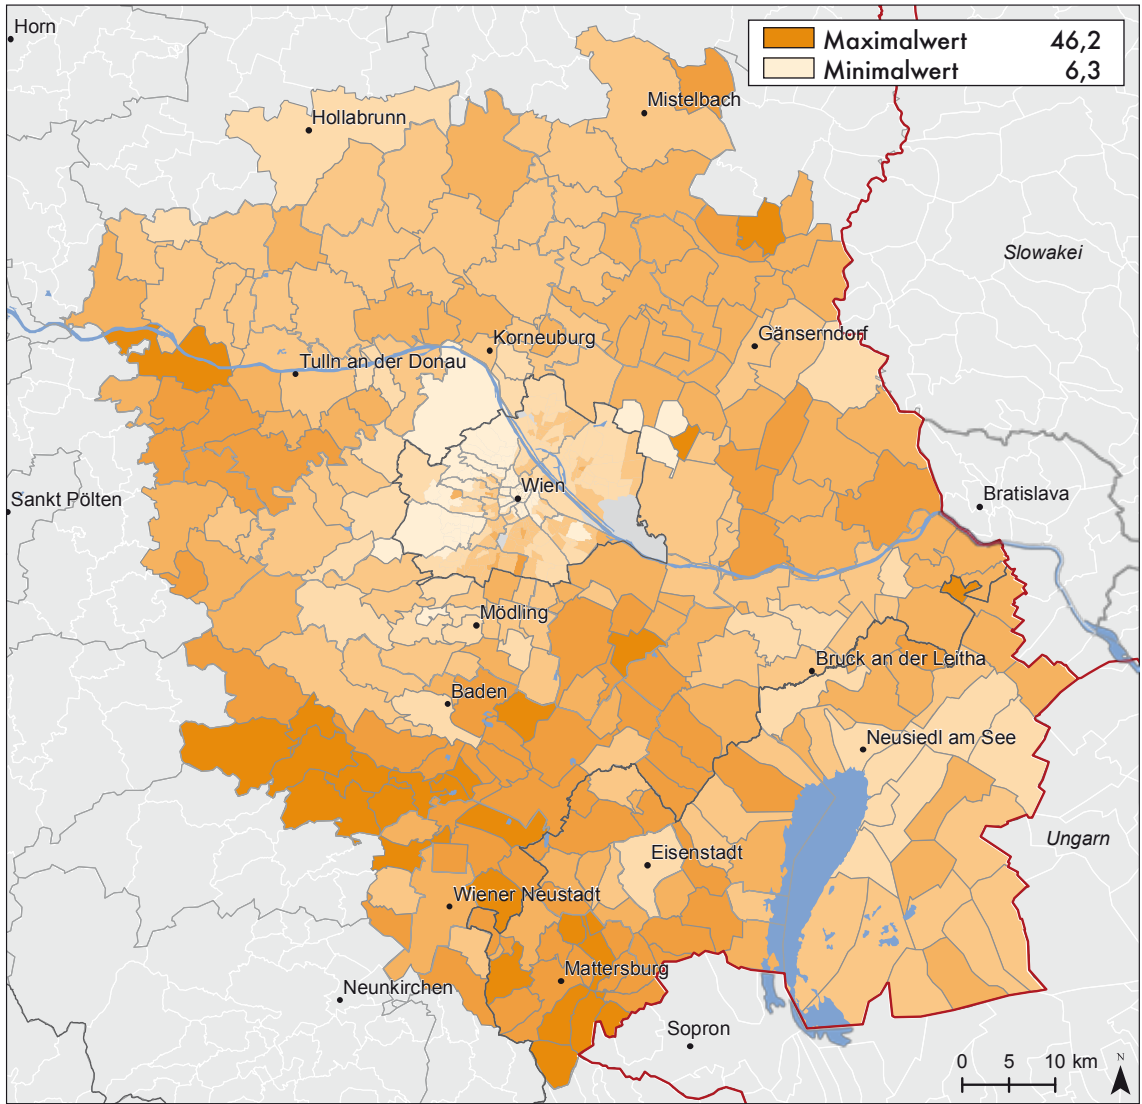 Horn
Maximalwert 46,2
Minimalwert 6,3
Mistelbach
Hollabrunn
Slowakei
Gänserndorf
Korneuburg
Tulln an der Donau
Wien
Bratislava
Sankt Pölten
Mödling
Bruck an der Leitha
Baden
Neusiedl am See
Ungarn
Eisenstadt
Wiener Neustadt
Mattersburg
Neunkirchen
Sopron
0 5 10 km
N